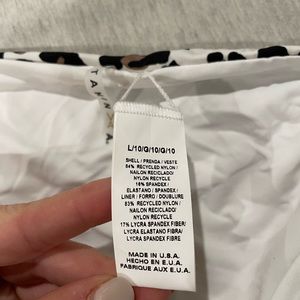 L/10/G/10/G/10
SHELL / PRENDA / VESTE
84% RECYCLED NYLON /
NAILON RECICLADO/
NYLON RECYCLE
16% SPANDEX/
ELASTANO / SPANDEX/
LINER / FORRO / DOUBLURE
83% RECYCLED NYLON/
NAILON RECICLADO/
NYLON RECYCLE
17% LYCRA SPANDEX FIBER/
LYCRA ELASTANO FIBRA/
LYCRA SPANDEX FIBRE
MADE IN U.S.A.
HECHO EN E.U.A.
FABRIQUE AUX E.U.A.